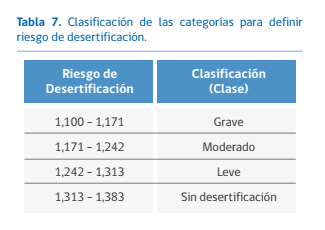 Tabla 7. Clasificación de las categorías para definir
riesgo de desertificación.
Riesgo de
Desertificación
Clasificación
(Clase)
1,100 – 1,171
Grave
1,171 – 1,242
Moderado
1,242 – 1,313
Leve
1,313 – 1,383
Sin desertificación